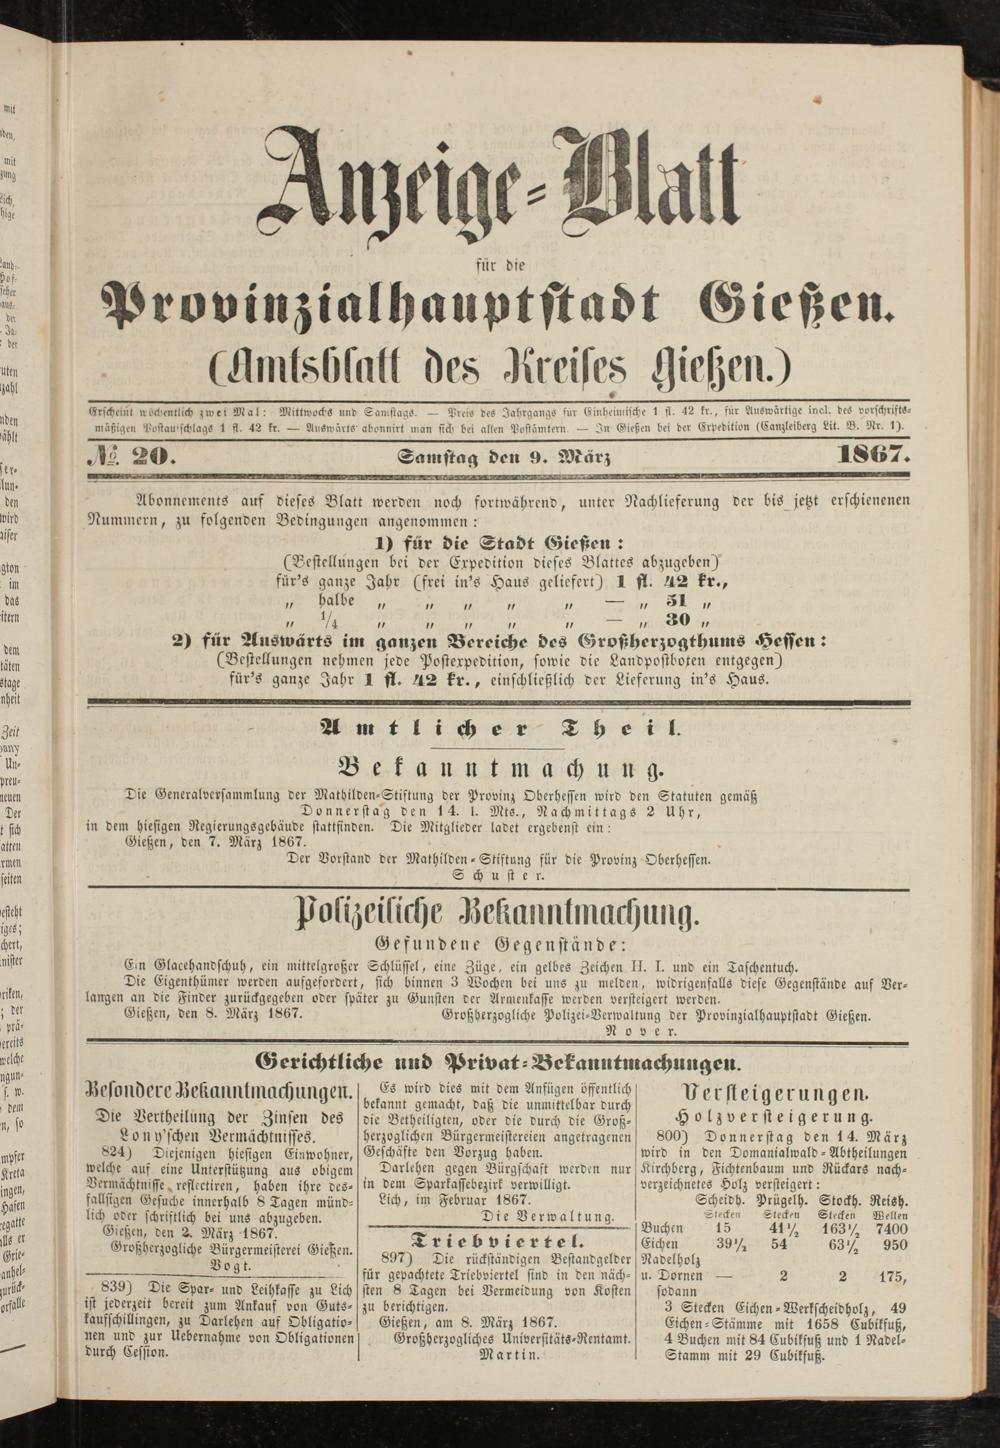 Anzeige-Blatt
für die
Provinzialhauptstadt Gießen.
(Amtsblatt des Kreises Gießen.)
Erscheint wöchentlich zwei Mal: Mittwochs und Samstags. — Preis des Jahrgangs für Einheimische 1 fl. 42 kr., für Auswärtige incl. des vorschrifts-
mäßigen Postaufschlags 1 fl. 42 kr. — Auswärts abonnirt man sich bei allen Postämtern. — In Gießen bei der Expedition (Canzleiberg Lit. B. Nr. 1).
No. 20. Samstag den 9. März 1867.
Abonnements auf dieses Blatt werden noch fortwährend, unter Nachlieferung der bis jetzt erschienenen
Nummern, zu folgenden Bedingungen angenommen:
1) für die Stadt Gießen:
(Bestellungen bei der Expedition dieses Blattes abzugeben)
für's ganze Jahr (frei in's Haus geliefert) 1 fl. 42 kr.,
„ halbe „ „ „ „ „ — „ 51 „
„ 1/4 „ „ „ „ „ — „ 30 „
2) für Auswärts im ganzen Bereiche des Großherzogthums Hessen:
(Bestellungen nehmen jede Postexpedition, sowie die Landpostboten entgegen)
für's ganze Jahr 1 fl. 42 kr., einschließlich der Lieferung in's Haus.
Amtlicher Theil.
Bekanntmachung.
Die Generalversammlung der Mathilden-Stiftung der Provinz Oberhessen wird den Statuten gemäß
Donnerstag den 14. l. Mts., Nachmittags 2 Uhr,
in dem hiesigen Regierungsgebäude stattfinden. Die Mitglieder ladet ergebenst ein:
Gießen, den 7. März 1867.
Der Vorstand der Mathilden-Stiftung für die Provinz Oberhessen.
Schuster.
Polizeiliche Bekanntmachung.
Gefundene Gegenstände:
Ein Glacehandschuh, ein mittelgroßer Schlüssel, eine Züge, ein gelbes Zeichen H. I. und ein Taschentuch.
Die Eigenthümer werden aufgefordert, sich binnen 3 Wochen bei uns zu melden, widrigenfalls diese Gegenstände auf Ver-
langen an die Finder zurückgegeben oder später zu Gunsten der Armenkasse werden versteigert werden.
Gießen, den 8. März 1867. Großherzogliche Polizei-Verwaltung der Provinzialhauptstadt Gießen.
Nover.
Gerichtliche und Privat-Bekanntmachungen.
Besondere Bekanntmachungen.
Die Vertheilung der Zinsen des
Lony'schen Vermächtnisses.
824) Diejenigen hiesigen Einwohner,
welche auf eine Unterstützung aus obigem
Vermächtnisse reflectiren, haben ihre des-
fallsigen Gesuche innerhalb 8 Tagen münd-
lich oder schriftlich bei uns abzugeben.
Gießen, den 2. März 1867.
Großherzogliche Bürgermeisterei Gießen.
Vogt.
839) Die Spar- und Leihkasse zu Lich
ist jederzeit bereit zum Ankauf von Guts-
kaufschillingen, zu Darlehen auf Obligatio-
nen und zur Uebernahme von Obligationen
durch Cession.
Es wird dies mit dem Anfügen öffentlich
bekannt gemacht, daß die unmittelbar durch
die Betheiligten, oder die durch die Groß-
herzoglichen Bürgermeistereien angetragenen
Geschäfte den Vorzug haben.
Darlehen gegen Bürgschaft werden nur
in dem Sparkassebezirk verwilligt.
Lich, im Februar 1867.
Die Verwaltung.
Triebviertel.
897) Die rückständigen Bestandgelder
für gepachtete Triebviertel sind in den näch-
sten 8 Tagen bei Vermeidung von Kosten
zu berichtigen.
Gießen, am 8. März 1867.
Großherzogliches Universitäts-Rentamt.
Martin.
Versteigerungen.
Holzversteigerung.
800) Donnerstag den 14. März
wird in den Domanialwald-Abtheilungen
Kirchberg, Fichtenbaum und Rückars nach-
verzeichnetes Holz versteigert:
Scheidh. Prügelh. Stockh. Reish.
Stecken Stecken Stecken Wellen
Buchen 15 41 1/2 163 1/2 7400
Eichen 39 1/2 54 63 1/2 950
Nadelholz
u. Dornen — 2 2 175,
sodann
3 Stecken Eichen-Werkscheidholz, 49
Eichen-Stämme mit 1658 Cubikfuß,
4 Buchen mit 84 Cubikfuß und 1 Nadel-
Stamm mit 29 Cubikfuß.